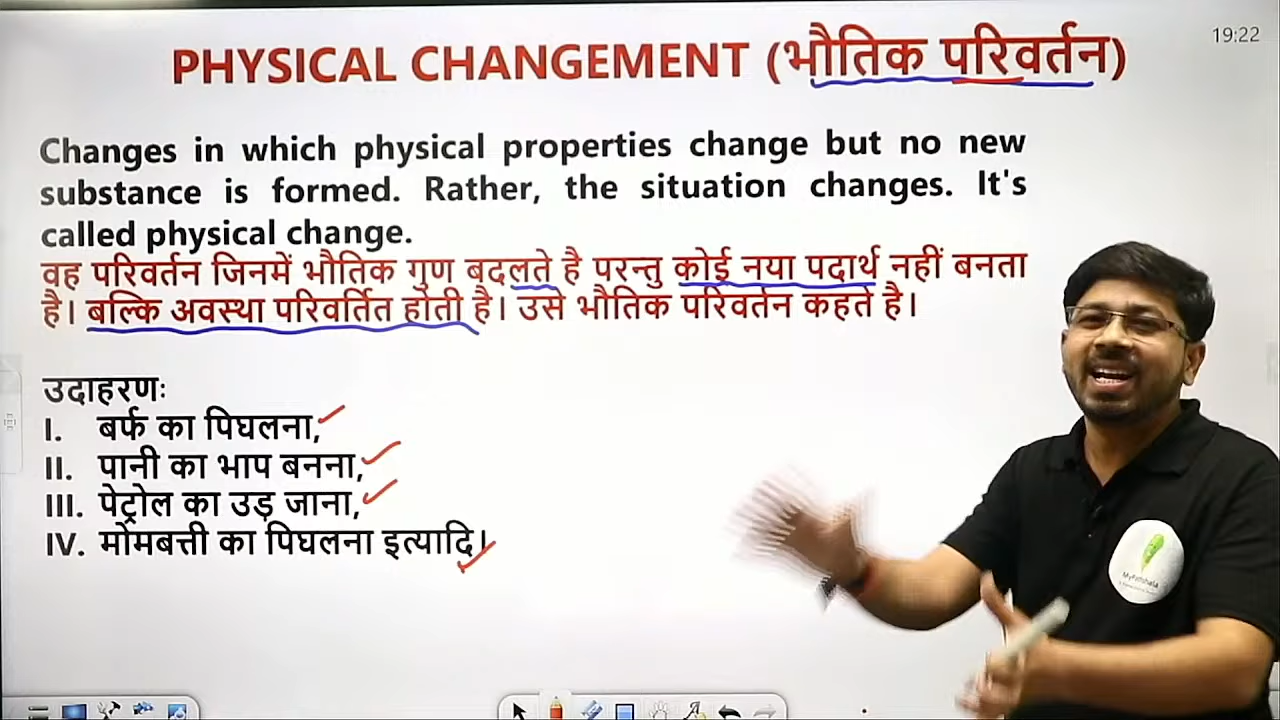 19:22
PHYSICAL CHANGEMENT (भौतिक परिवर्तन)
Changes in which physical properties change but no new
substance is formed. Rather, the situation changes. It's
called physical change.
वह परिवर्तन जिनमें भौतिक गुण बदलते है परन्तु कोई नया पदार्थ नहीं बनता
है। बल्कि अवस्था परिवर्तित होती है। उसे भौतिक परिवर्तन कहते है।
उदाहरणः
I. बर्फ का पिघलना,
II. पानी का भाप बनना,
III. पेट्रोल का उड़ जाना,
IV. मोमबत्ती का पिघलना इत्यादि।
MyPathshala